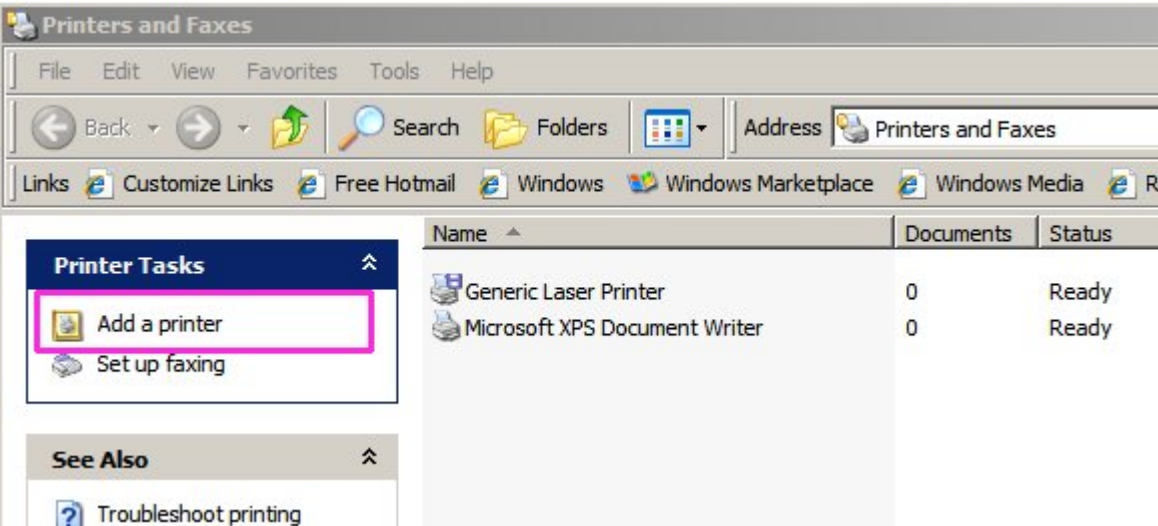 Printers and Faxes
File Edit View Favorites Tools Help
Back Search Folders Address Printers and Faxes
Links Customize Links Free Hotmail Windows Windows Marketplace Windows Media R
Name Documents Status
Printer Tasks
Generic Laser Printer 0 Ready
Add a printer
Microsoft XPS Document Writer 0 Ready
Set up faxing
See Also
Troubleshoot printing